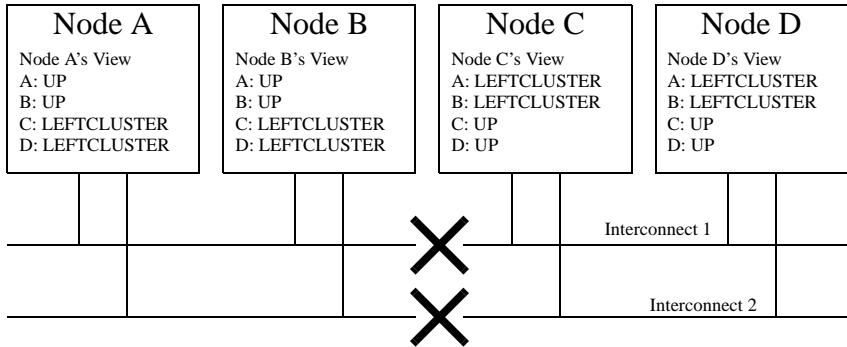 Node A
Node A's View
A: UP
B: UP
C: LEFTCLUSTER
D: LEFTCLUSTER
Node B
Node B's View
A: UP
B: UP
C: LEFTCLUSTER
D: LEFTCLUSTER
Node C
Node C's View
A: LEFTCLUSTER
B: LEFTCLUSTER
C: UP
D: UP
Node D
Node D's View
A: LEFTCLUSTER
B: LEFTCLUSTER
C: UP
D: UP
Interconnect 1
Interconnect 2